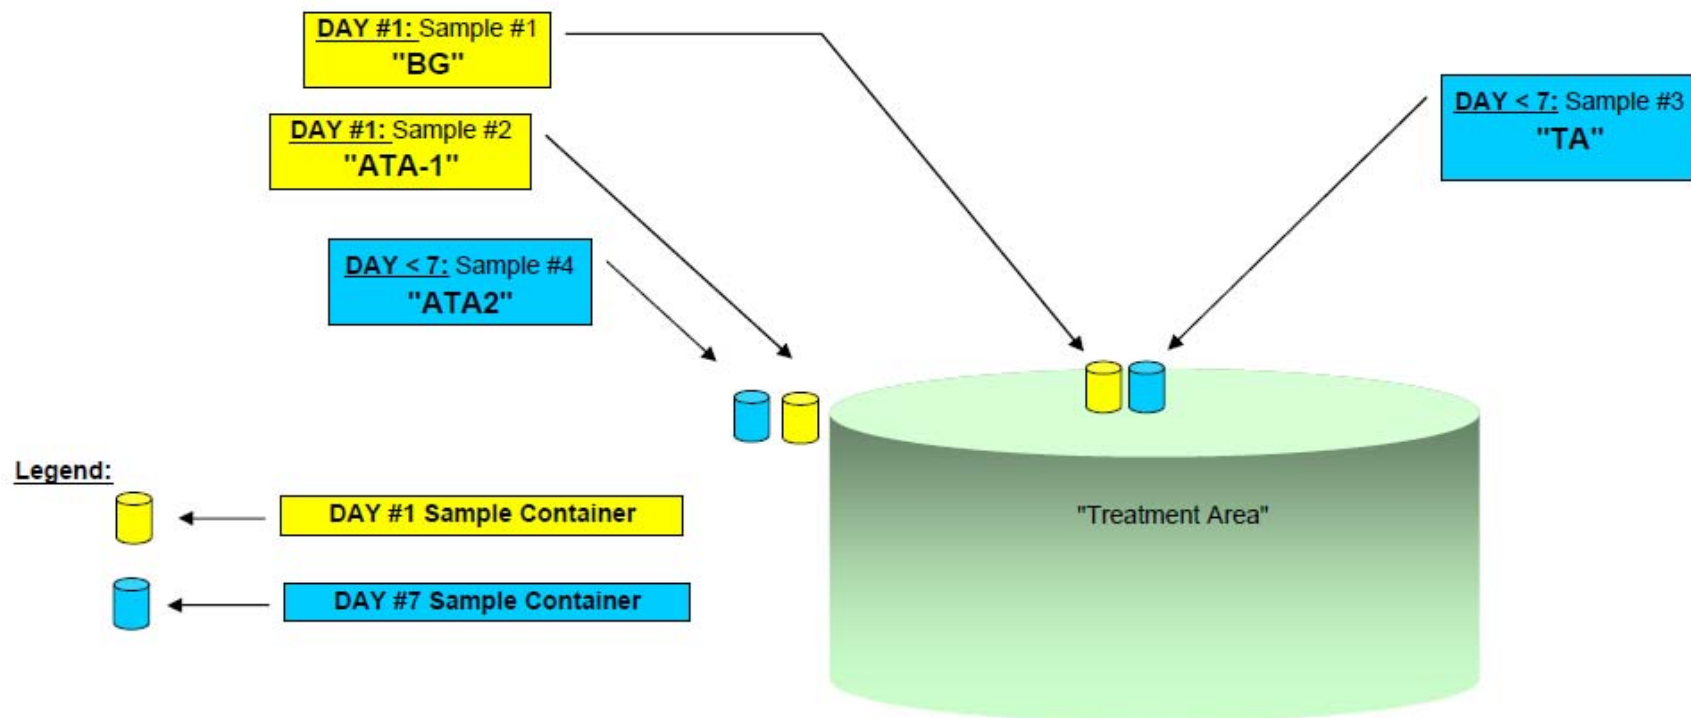 DAY #1: Sample #1
"BG"
DAY #1: Sample #2
"ATA-1"
DAY < 7: Sample #3
"TA"
DAY < 7: Sample #4
"ATA2"
Legend:
DAY #1 Sample Container
DAY #7 Sample Container
"Treatment Area"